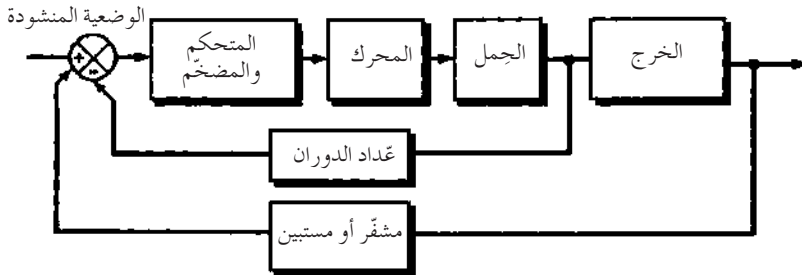 الوضعية المنشودة
المتحكم
والمضخّم
المحرك
الحِمل
الخرج
عّداد الدوران
مشفّر أو مستبين